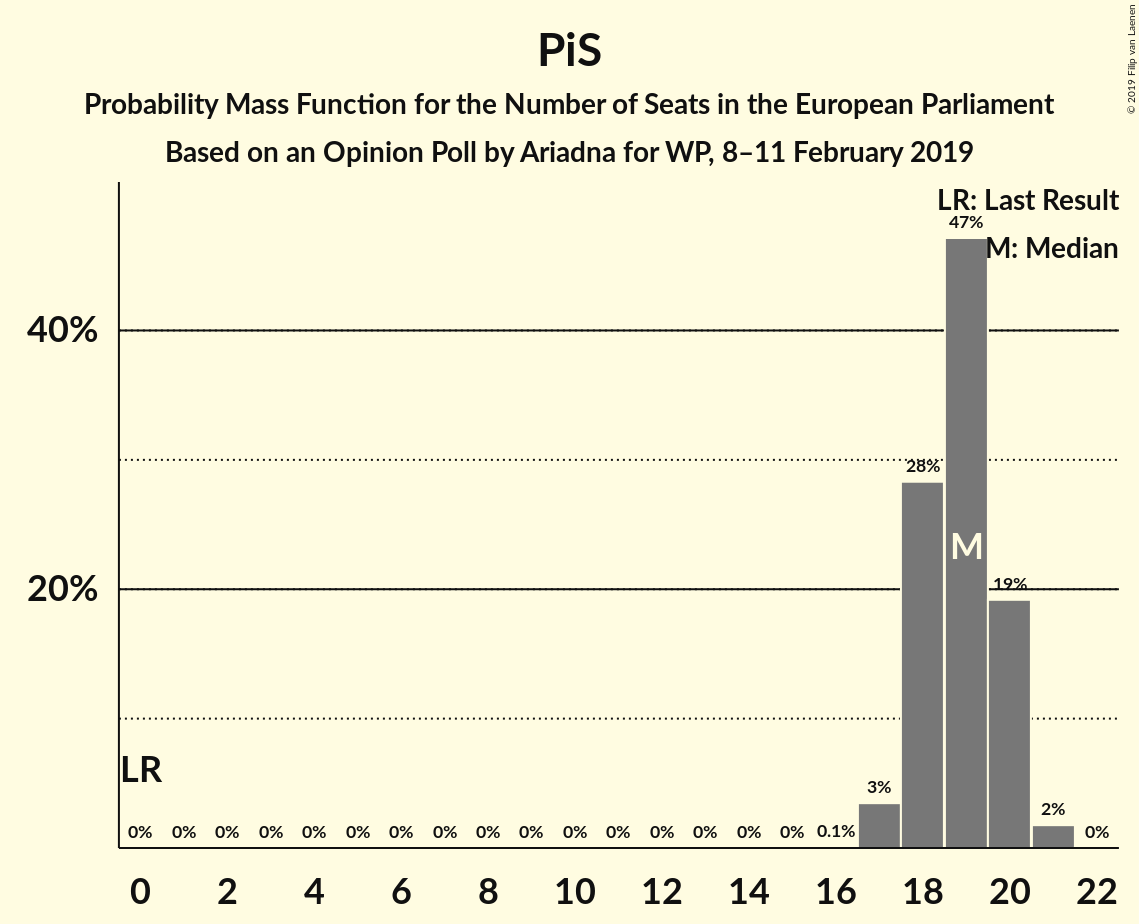 PiS
Probability Mass Function for the Number of Seats in the European Parliament
Based on an Opinion Poll by Ariadna for WP, 8–11 February 2019
© 2019 Filip van Laenen
LR: Last Result
M: Median
47%
40%
28%
M
20%
19%
LR
3%
2%
0% 0% 0% 0% 0% 0% 0% 0% 0% 0% 0% 0% 0% 0% 0% 0% 0.1% 0%
0 2 4 6 8 10 12 14 16 18 20 22